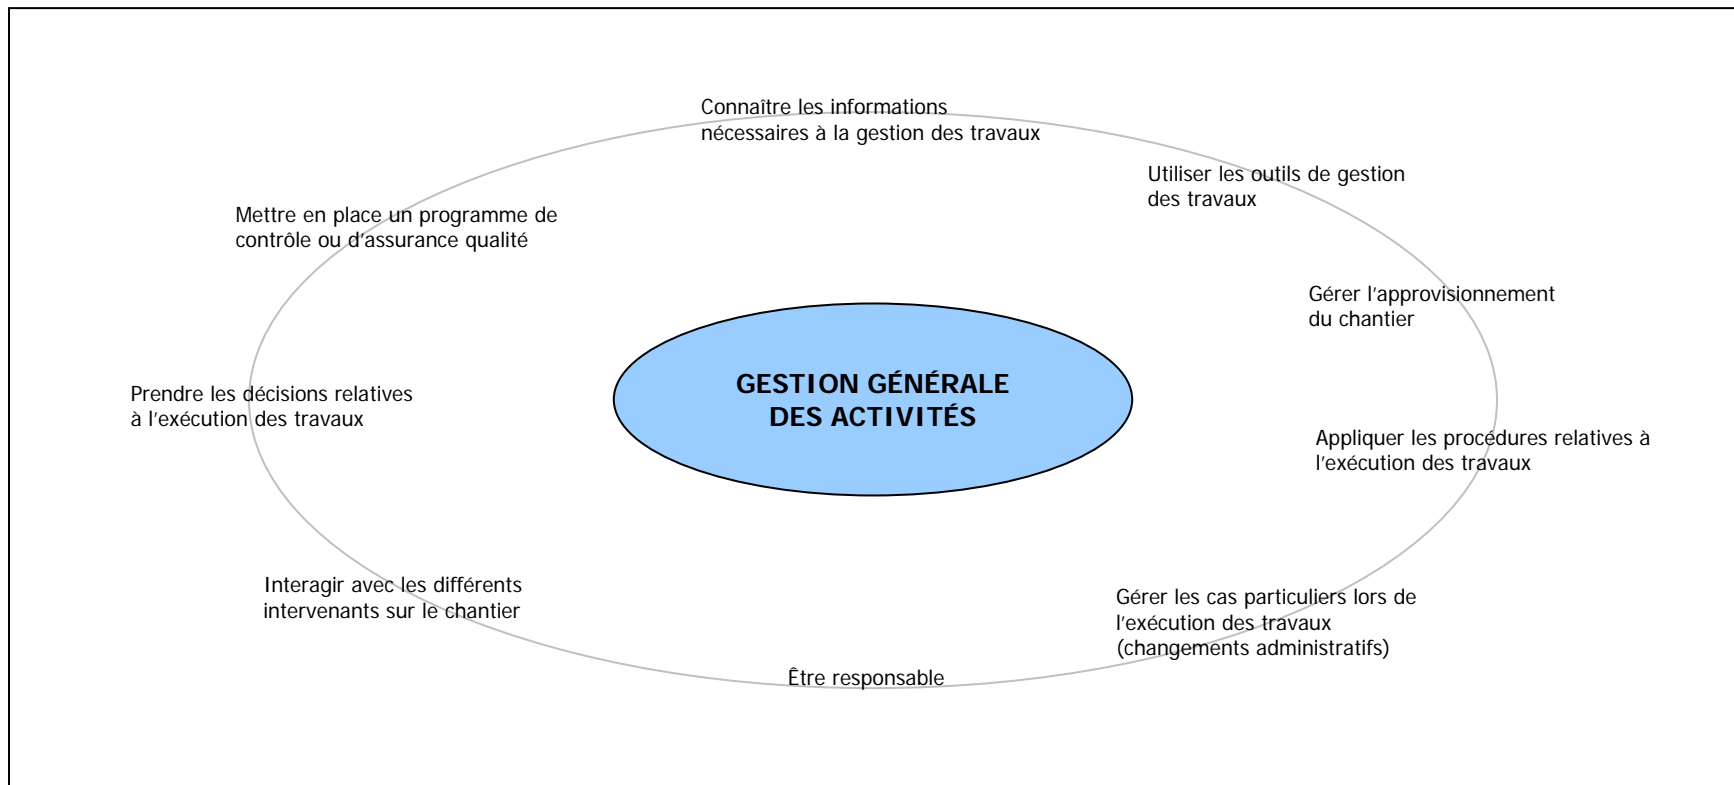 Connaître les informations
nécessaires à la gestion des travaux
Utiliser les outils de gestion
des travaux
Mettre en place un programme de
contrôle ou d'assurance qualité
Gérer l'approvisionnement
du chantier
GESTION GÉNÉRALE
DES ACTIVITÉS
Prendre les décisions relatives
à l'exécution des travaux
Appliquer les procédures relatives à
l'exécution des travaux
Interagir avec les différents
intervenants sur le chantier
Gérer les cas particuliers lors de
l'exécution des travaux
(changements administratifs)
Être responsable